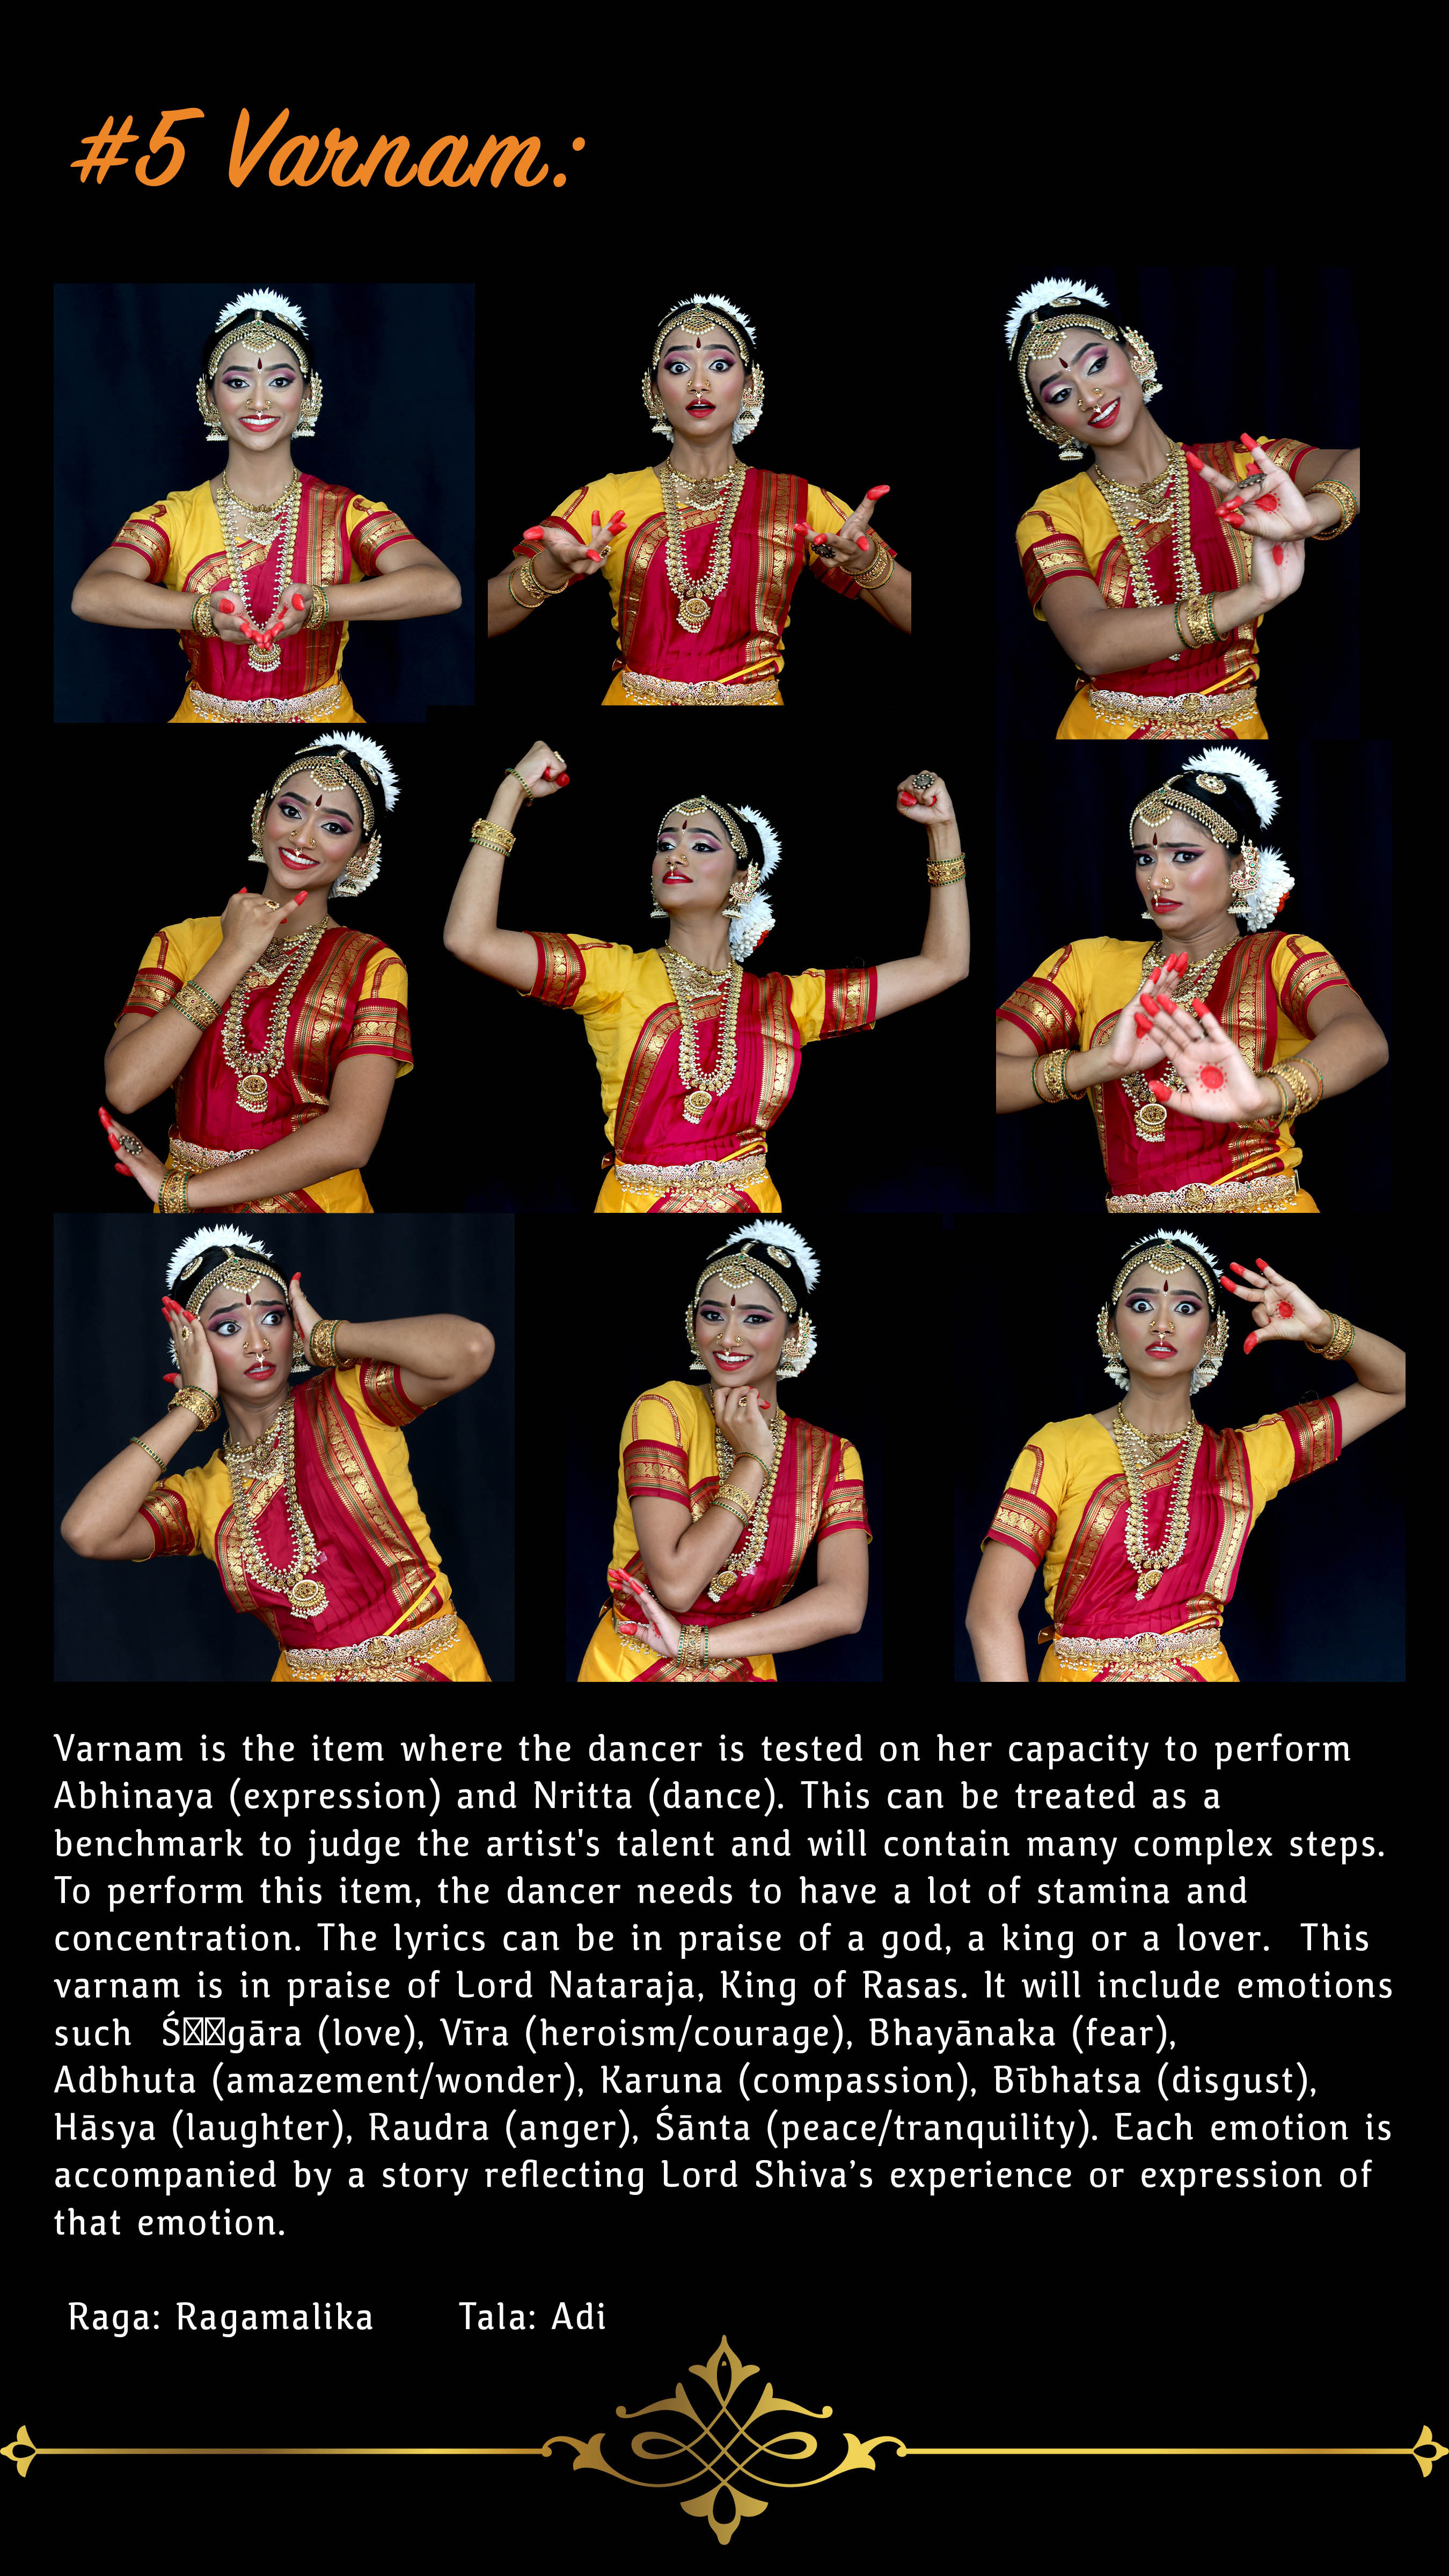 #5 Varnam:
Varnam is the item where the dancer is tested on her capacity to perform
Abhinaya (expression) and Nritta (dance). This can be treated as a
benchmark to judge the artist's talent and will contain many complex steps.
To perform this item, the dancer needs to have a lot of stamina and
concentration. The lyrics can be in praise of a god, a king or a lover.  This
varnam is in praise of Lord Nataraja, King of Rasas. It will include emotions
such  Ś☒☒gāra (love), Vīra (heroism/courage), Bhayānaka (fear),
Adbhuta (amazement/wonder), Karuna (compassion), Bībhatsa (disgust),
Hāsya (laughter), Raudra (anger), Śānta (peace/tranquility). Each emotion is
accompanied by a story reflecting Lord Shiva’s experience or expression of
that emotion.
Raga: Ragamalika        Tala: Adi